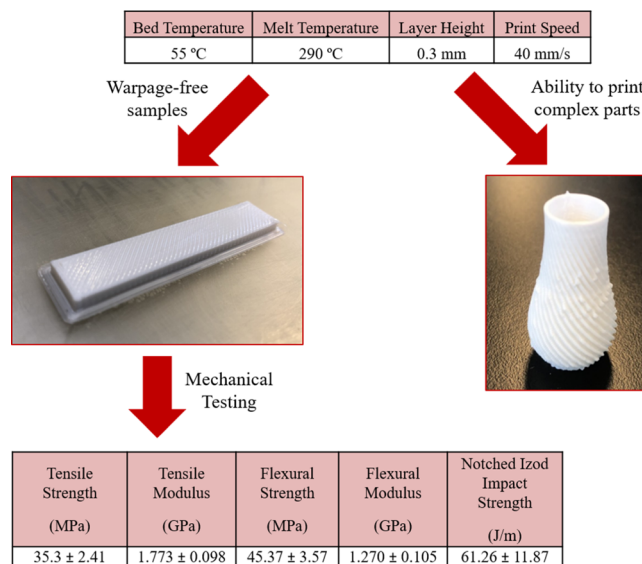 Bed Temperature Melt Temperature Layer Height Print Speed
55 ºC 290 ºC 0.3 mm 40 mm/s
Warpage-free
samples
Ability to print
complex parts
Mechanical
Testing
Tensile Strength (MPa) Tensile Modulus (GPa) Flexural Strength (MPa) Flexural Modulus (GPa) Notched Izod Impact Strength (J/m)
35.3 ± 2.41 1.773 ± 0.098 45.37 ± 3.57 1.270 ± 0.105 61.26 ± 11.87